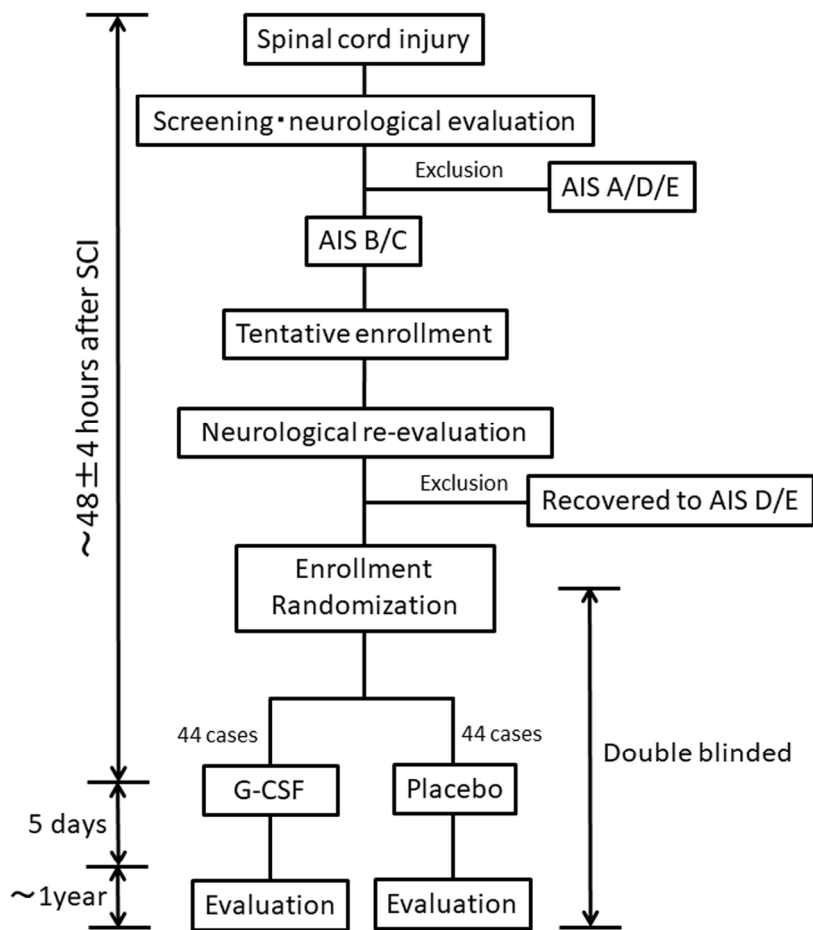 Spinal cord injury
Screening・neurological evaluation
Exclusion
AIS A/D/E
AIS B/C
Tentative enrollment
Neurological re-evaluation
Exclusion
Recovered to AIS D/E
Enrollment
Randomization
~48±4 hours after SCI
44 cases
44 cases
Double blinded
G-CSF
Placebo
5 days
~1year
Evaluation
Evaluation